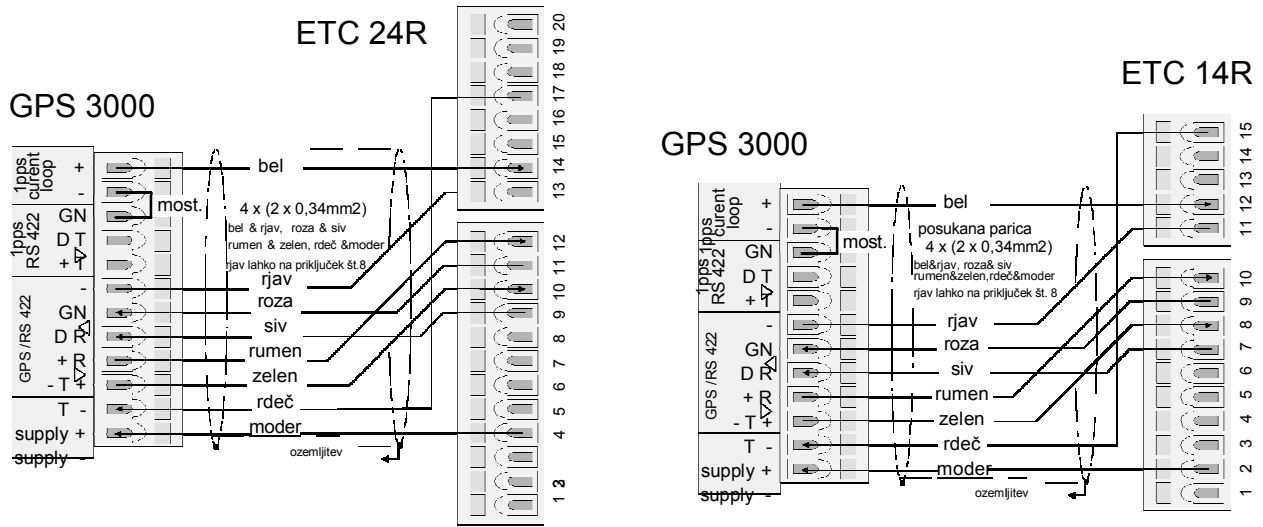 ETC 24R
GPS 3000
1pps
curent
loop
+
-
1pps
RS 422
GN
D T
+ T
GPS /RS 422
-
GN
D R
+ R
- T +
T -
supply +
supply -
most.
bel
4 x (2 x 0,34mm2)
bel & rjav, roza & siv
rumen & zelen, rdeč &moder
rjav lahko na priključek št.8
rjav
roza
siv
rumen
zelen
rdeč
moder
ozemljitev
20
19
18
17
16
15
14
13
12
11
10
9
8
7
6
5
4
3
2
1
ETC 14R
GPS 3000
1pps
curent
loop
+
-
1pps
RS 422
GN
D T
+ T
GPS /RS 422
-
GN
D R
+ R
- T +
T -
supply +
supply -
most.
bel
posukana parica
4 x (2 x 0,34mm2)
bel&rjav, roza& siv
rumen&zelen,rdeč&moder
rjav lahko na priključek št. 8
rjav
roza
siv
rumen
zelen
rdeč
moder
ozemljitev
15
14
13
12
11
10
9
8
7
6
5
4
3
2
1